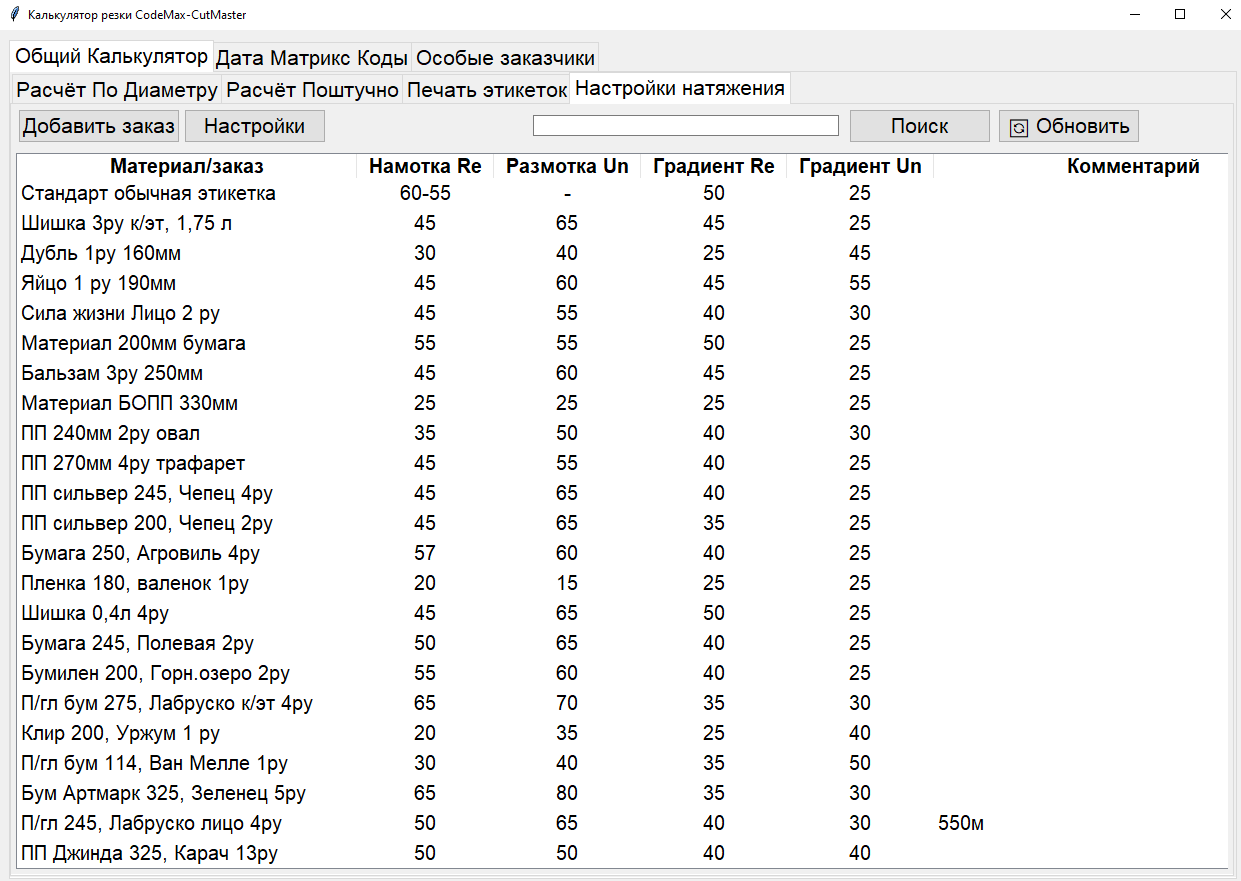 Калькулятор резки CodeMax-CutMaster
Общий Калькулятор Дата Матрикс Коды Особые заказчики
Расчёт По Диаметру Расчёт Поштучно Печать этикеток Настройки натяжения
Добавить заказ Настройки Поиск Обновить
Материал/заказ Намотка Re Размотка Un Градиент Re Градиент Un Комментарий
Стандарт обычная этикетка 60-55 - 50 25
Шишка 3ру к/эт, 1,75 л 45 65 45 25
Дубль 1ру 160мм 30 40 25 45
Яйцо 1 ру 190мм 45 60 45 55
Сила жизни Лицо 2 ру 45 55 40 30
Материал 200мм бумага 55 55 50 25
Бальзам 3ру 250мм 45 60 45 25
Материал БОПП 330мм 25 25 25 25
ПП 240мм 2ру овал 35 50 40 30
ПП 270мм 4ру трафарет 45 55 40 25
ПП сильвер 245, Чепец 4ру 45 65 40 25
ПП сильвер 200, Чепец 2ру 45 65 35 25
Бумага 250, Агровиль 4ру 57 60 40 25
Пленка 180, валенок 1ру 20 15 25 25
Шишка 0,4л 4ру 45 65 50 25
Бумага 245, Полевая 2ру 50 65 40 25
Бумилен 200, Горн.озеро 2ру 55 60 40 25
П/гл бум 275, Лабруско к/эт 4ру 65 70 35 30
Клир 200, Уржум 1 ру 20 35 25 40
П/гл бум 114, Ван Мелле 1ру 30 40 35 50
Бум Артмарк 325, Зеленец 5ру 65 80 35 30
П/гл 245, Лабруско лицо 4ру 50 65 40 30 550м
ПП Джинда 325, Карач 13ру 50 50 40 40